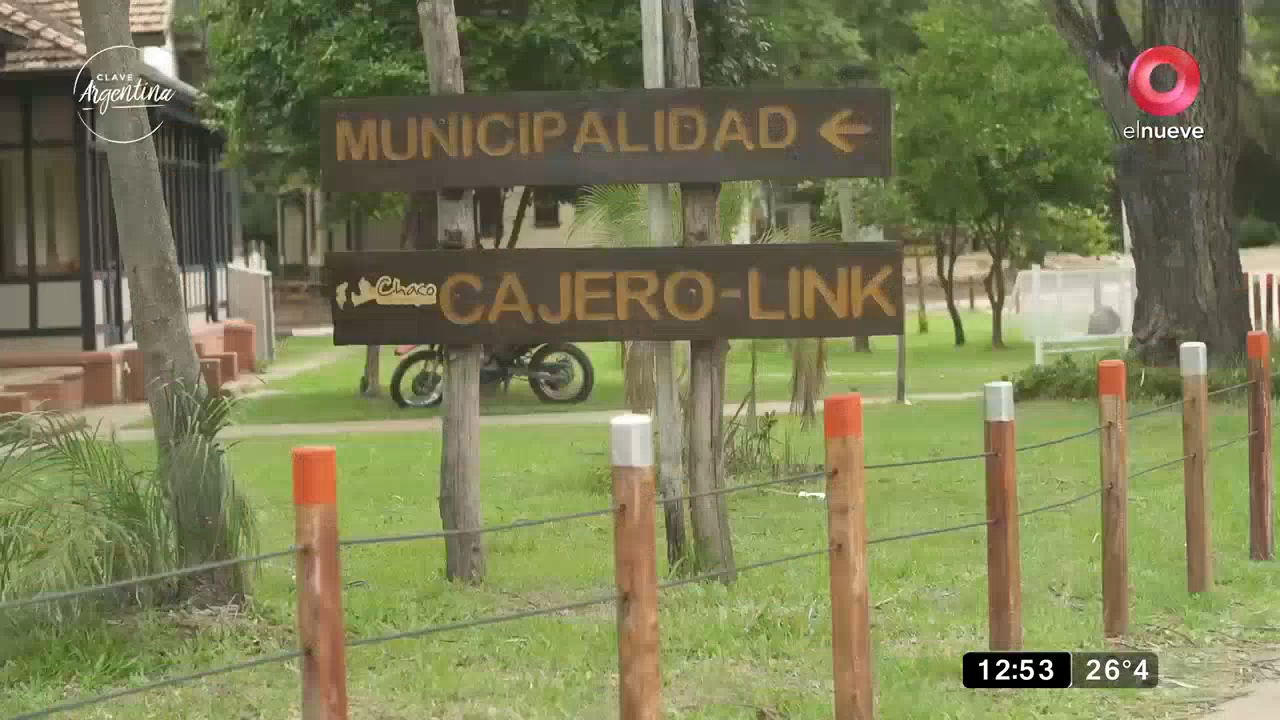 CLAVE
Argentina
elnueve
MUNICIPALIDAD
Chaco
CAJERO-LINK
12:53 26°4